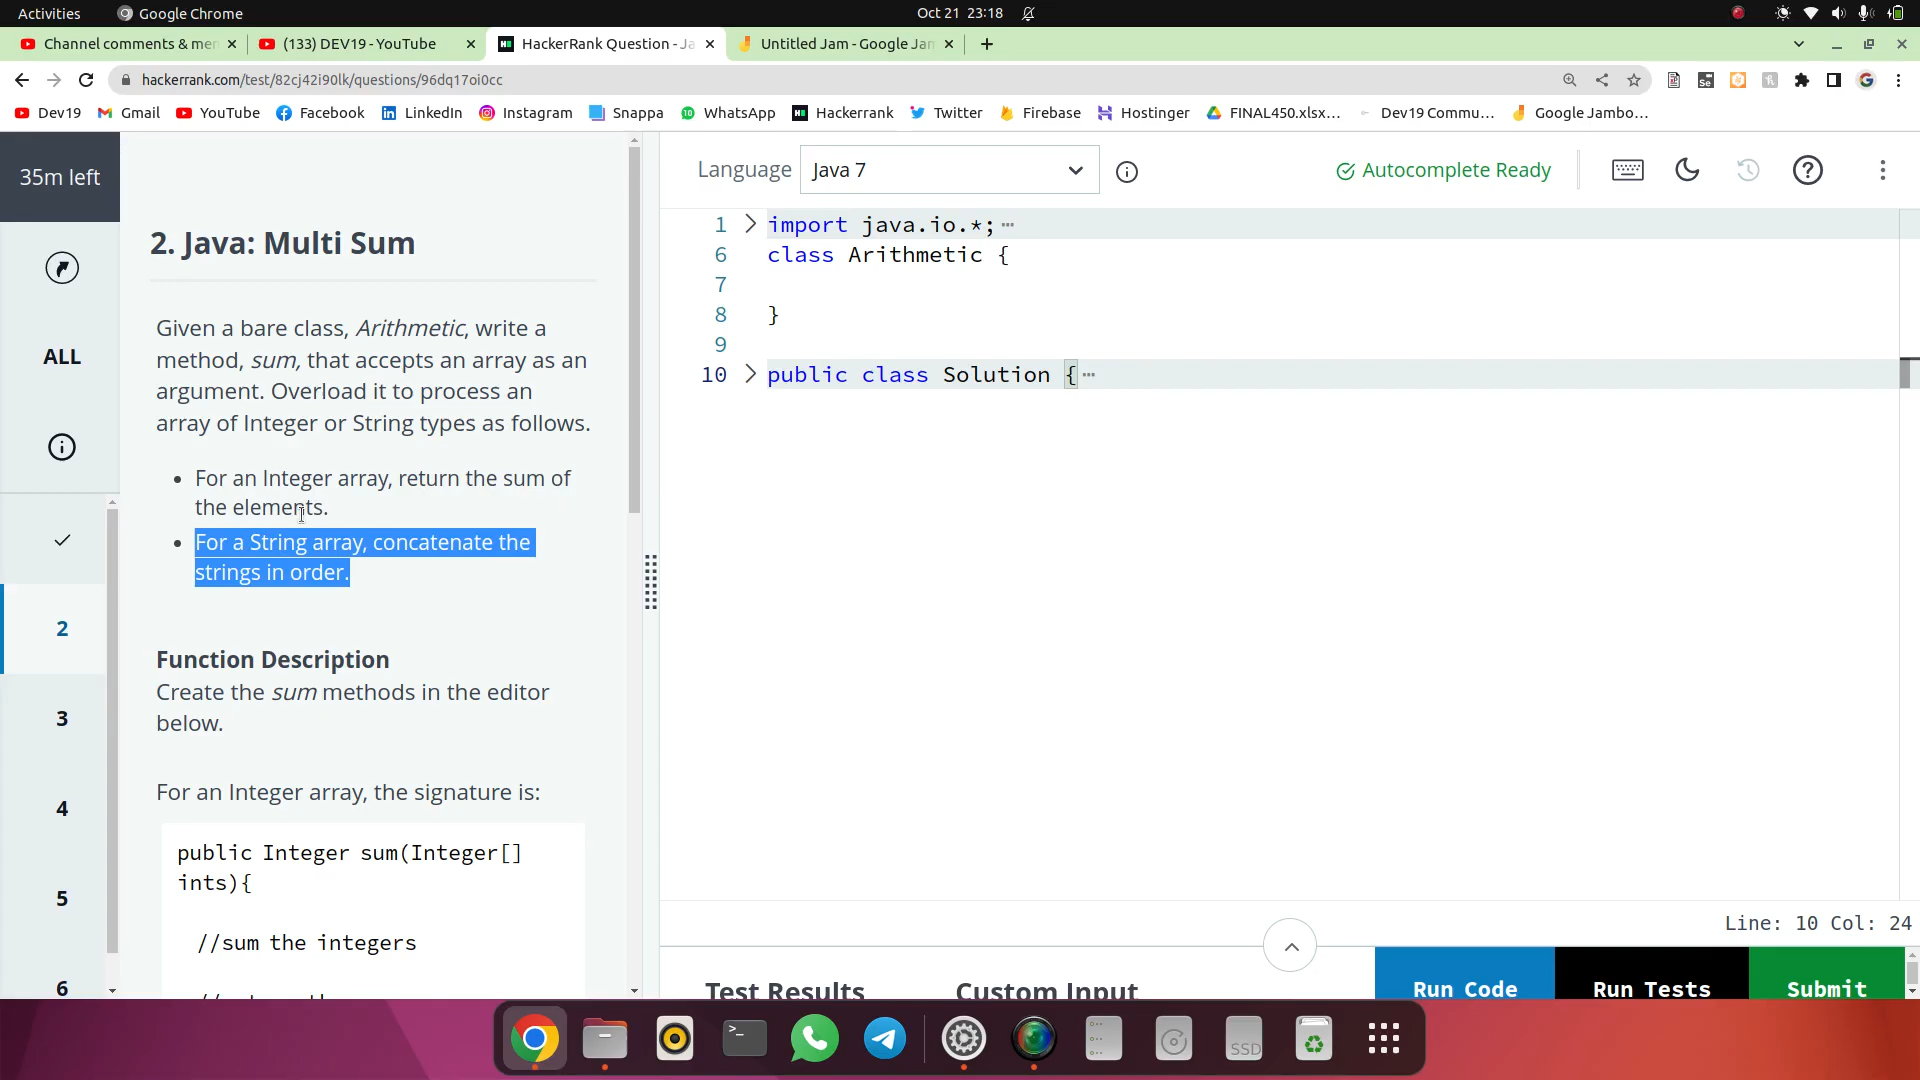 Activities Google Chrome Oct 21 23:18
Channel comments & men (133) DEV19 - YouTube HackerRank Question - Ja Untitled Jam - Google Jam
hackerrank.com/test/82cj42i90lk/questions/96dq17oi0cc
Dev19 Gmail YouTube Facebook LinkedIn Instagram Snappa WhatsApp Hackerrank Twitter Firebase Hostinger FINAL450.xlsx... Dev19 Commu... Google Jambo...
35m left
ALL
2
3
4
5
6
2. Java: Multi Sum
Given a bare class, Arithmetic, write a
method, sum, that accepts an array as an
argument. Overload it to process an
array of Integer or String types as follows.
• For an Integer array, return the sum of
the elements.
• For a String array, concatenate the
strings in order.
Function Description
Create the sum methods in the editor
below.
For an Integer array, the signature is:
public Integer sum(Integer[]
ints){
//sum the integers
Language Java 7 Autocomplete Ready
1 import java.io.*;
6 class Arithmetic {
7
8 }
9
10 public class Solution {
Line: 10 Col: 24
Test Results Custom Input Run Code Run Tests Submit
SSD